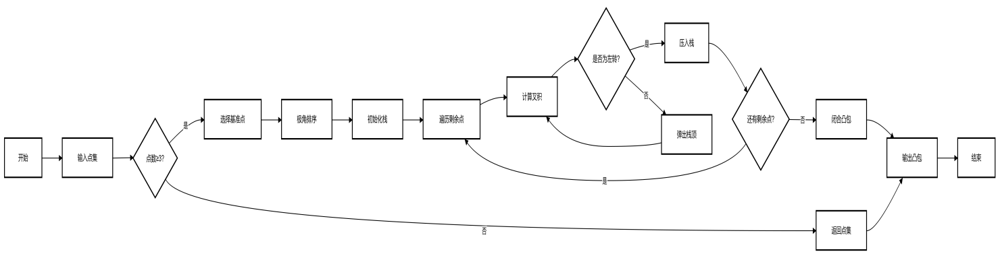 开始
输入点集
点数≥3?
是
选择基准点
极角排序
初始化栈
遍历剩余点
计算叉积
是否为左转?
是
压入栈
否
弹出栈顶
还有剩余点?
是
否
闭合凸包
否
返回点集
输出凸包
结束